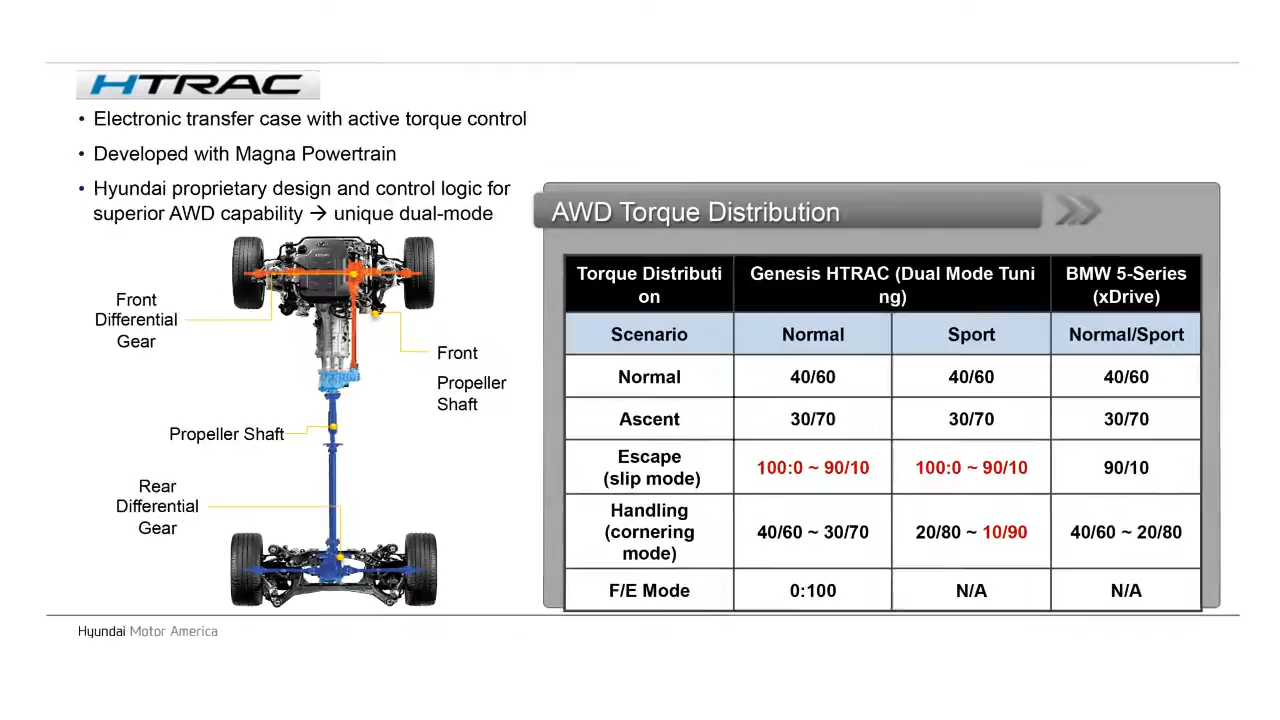 HTRAC
• Electronic transfer case with active torque control
• Developed with Magna Powertrain
• Hyundai proprietary design and control logic for
superior AWD capability → unique dual-mode
Front
Differential
Gear
Front
Propeller
Shaft
Propeller Shaft
Rear
Differential
Gear
AWD Torque Distribution
Torque Distributi
on
Genesis HTRAC (Dual Mode Tuni
ng)
BMW 5-Series
(xDrive)
Scenario Normal Sport Normal/Sport
Normal 40/60 40/60 40/60
Ascent 30/70 30/70 30/70
Escape
(slip mode)
100:0 ~ 90/10 100:0 ~ 90/10 90/10
Handling
(cornering
mode)
40/60 ~ 30/70 20/80 ~ 10/90 40/60 ~ 20/80
F/E Mode 0:100 N/A N/A
Hyundai Motor America